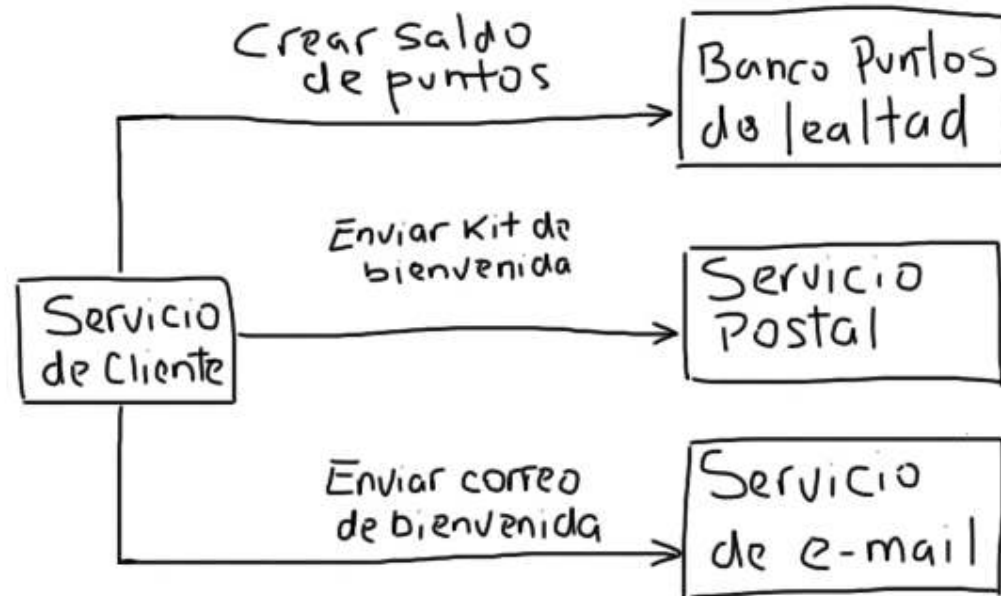 Crear saldo
de puntos
Banco Puntos
de lealtad
Enviar Kit de
bienvenida
Servicio
Postal
Servicio
de Cliente
Enviar correo
de bienvenida
Servicio
de e-mail